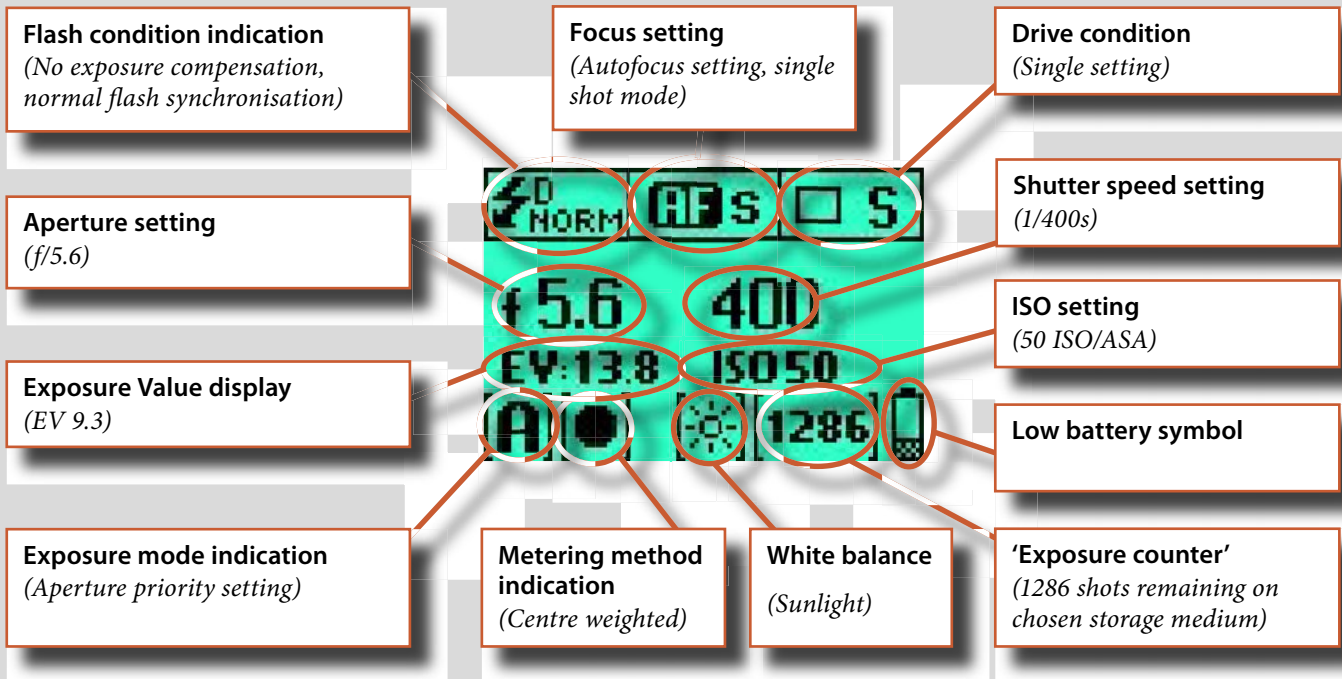 Flash condition indication
(No exposure compensation,
normal flash synchronisation)
Focus setting
(Autofocus setting, single
shot mode)
Drive condition
(Single setting)
Aperture setting
(f/5.6)
Shutter speed setting
(1/400s)
D
NORM
AF S
S
f 5.6
400
EV:13.8
ISO 50
A
1286
Exposure Value display
(EV 9.3)
ISO setting
(50 ISO/ASA)
Low battery symbol
Exposure mode indication
(Aperture priority setting)
Metering method
indication
(Centre weighted)
White balance
(Sunlight)
'Exposure counter'
(1286 shots remaining on
chosen storage medium)